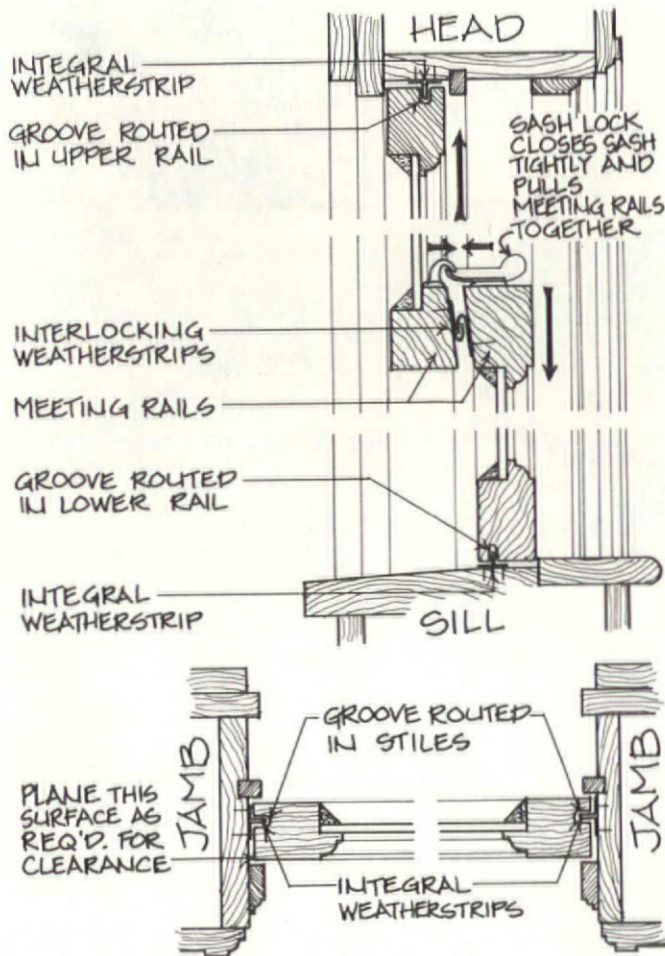 HEAD
INTEGRAL
WEATHERSTRIP
GROOVE ROUTED
IN UPPER RAIL
SASH LOCK
CLOSES SASH
TIGHTLY AND
PULLS
MEETING RAILS
TOGETHER
INTERLOCKING
WEATHERSTRIPS
MEETING RAILS
GROOVE ROUTED
IN LOWER RAIL
INTEGRAL
WEATHERSTRIP
SILL
JAMB
GROOVE ROUTED
IN STILES
JAMB
PLANE THIS
SURFACE AS
REQ'D. FOR
CLEARANCE
INTEGRAL
WEATHERSTRIPS